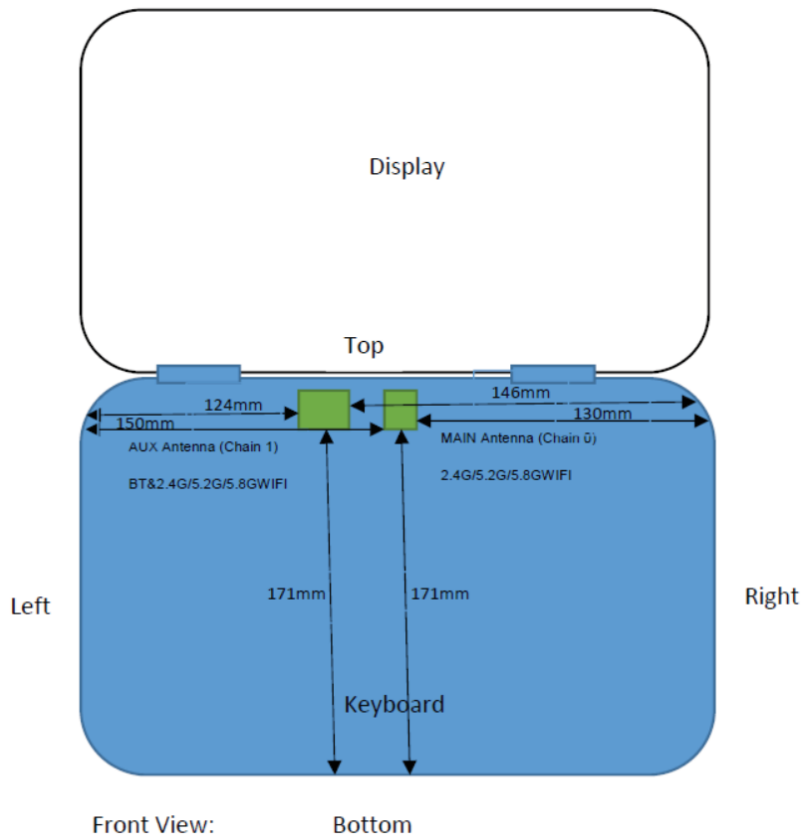 Display
Top
124mm
146mm
150mm
130mm
AUX Antenna (Chain 1)
MAIN Antenna (Chain 0)
BT&2.4G/5.2G/5.8GWIFI
2.4G/5.2G/5.8GWIFI
Left
171mm
171mm
Right
Keyboard
Front View:
Bottom